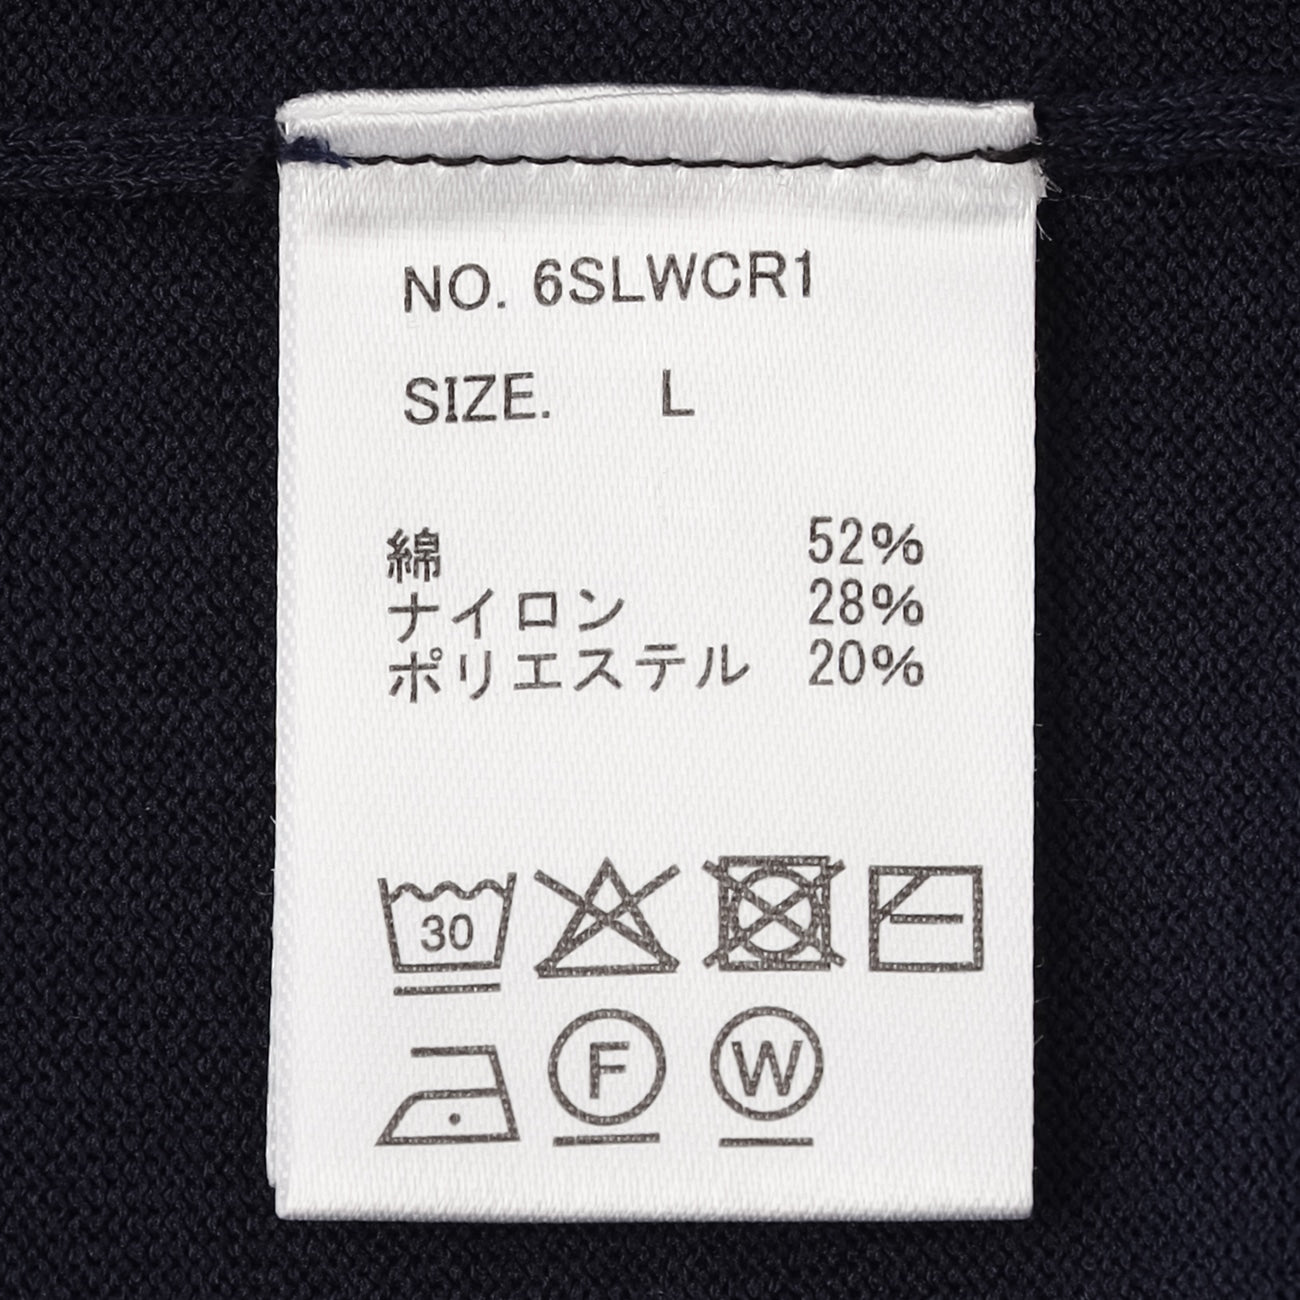 NO. 6SLWCR1
SIZE. L
綿 52%
ナイロン 28%
ポリエステル 20%
30
F W